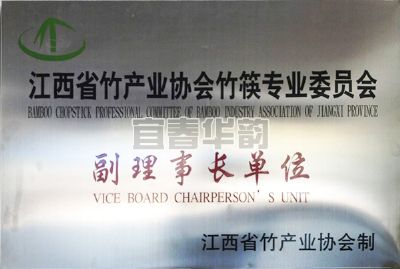 江西省竹产业协会竹筷专业委员会
BAMBOO CHOPSTICK PROFESSIONAL COMMITTEE OF BAMBOO INDUSTRY ASSOCIATION OF JIANGXI PROVINCE
宜春华韵
副理事长单位
VICE BOARD CHAIRPERSON'S UNIT
江西省竹产业协会制